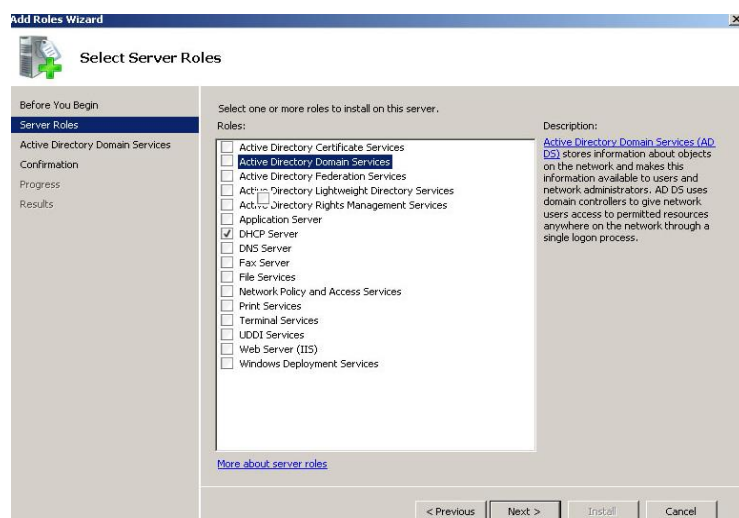 Add Roles Wizard
Select Server Roles
Before You Begin
Server Roles
Active Directory Domain Services
Confirmation
Progress
Results
Select one or more roles to install on this server.
Roles:
Active Directory Certificate Services
Active Directory Domain Services
Active Directory Federation Services
Active Directory Lightweight Directory Services
Active Directory Rights Management Services
Application Server
DHCP Server
DNS Server
Fax Server
File Services
Network Policy and Access Services
Print Services
Terminal Services
UDDI Services
Web Server (IIS)
Windows Deployment Services
More about server roles
Description:
Active Directory Domain Services (AD
DS) stores information about objects
on the network and makes this
information available to users and
network administrators. AD DS uses
domain controllers to give network
users access to permitted resources
anywhere on the network through a
single logon process.
< Previous
Next >
Install
Cancel